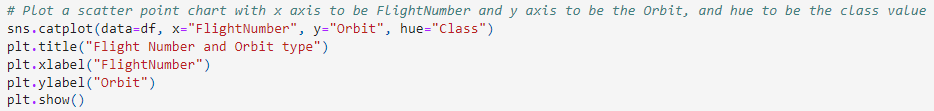 # Plot a scatter point chart with x axis to be FlightNumber and y axis to be the Orbit, and hue to be the class value
sns.catplot(data=df, x="FlightNumber", y="Orbit", hue="Class")
plt.title("Flight Number and Orbit type")
plt.xlabel("FlightNumber")
plt.ylabel("Orbit")
plt.show()